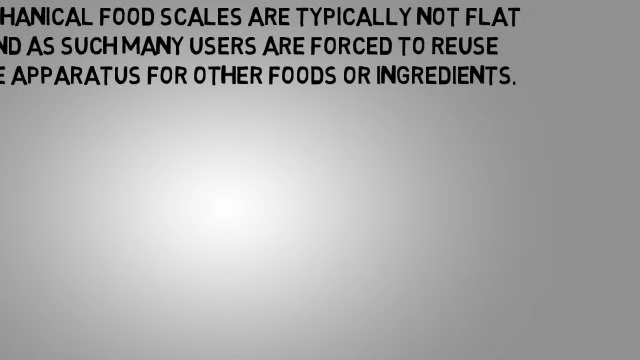 HANICAL FOOD SCALES ARE TYPICALLY NOT FLAT
ND AS SUCH MANY USERS ARE FORCED TO REUSE
E APPARATUS FOR OTHER FOODS OR INGREDIENTS.